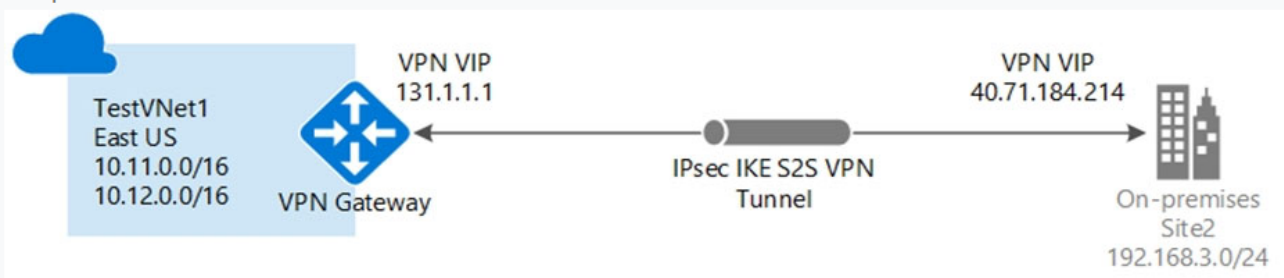 VPN VIP
131.1.1.1
VPN VIP
40.71.184.214
TestVNet1
East US
10.11.0.0/16
10.12.0.0/16
VPN Gateway
IPsec IKE S2S VPN
Tunnel
On-premises
Site2
192.168.3.0/24